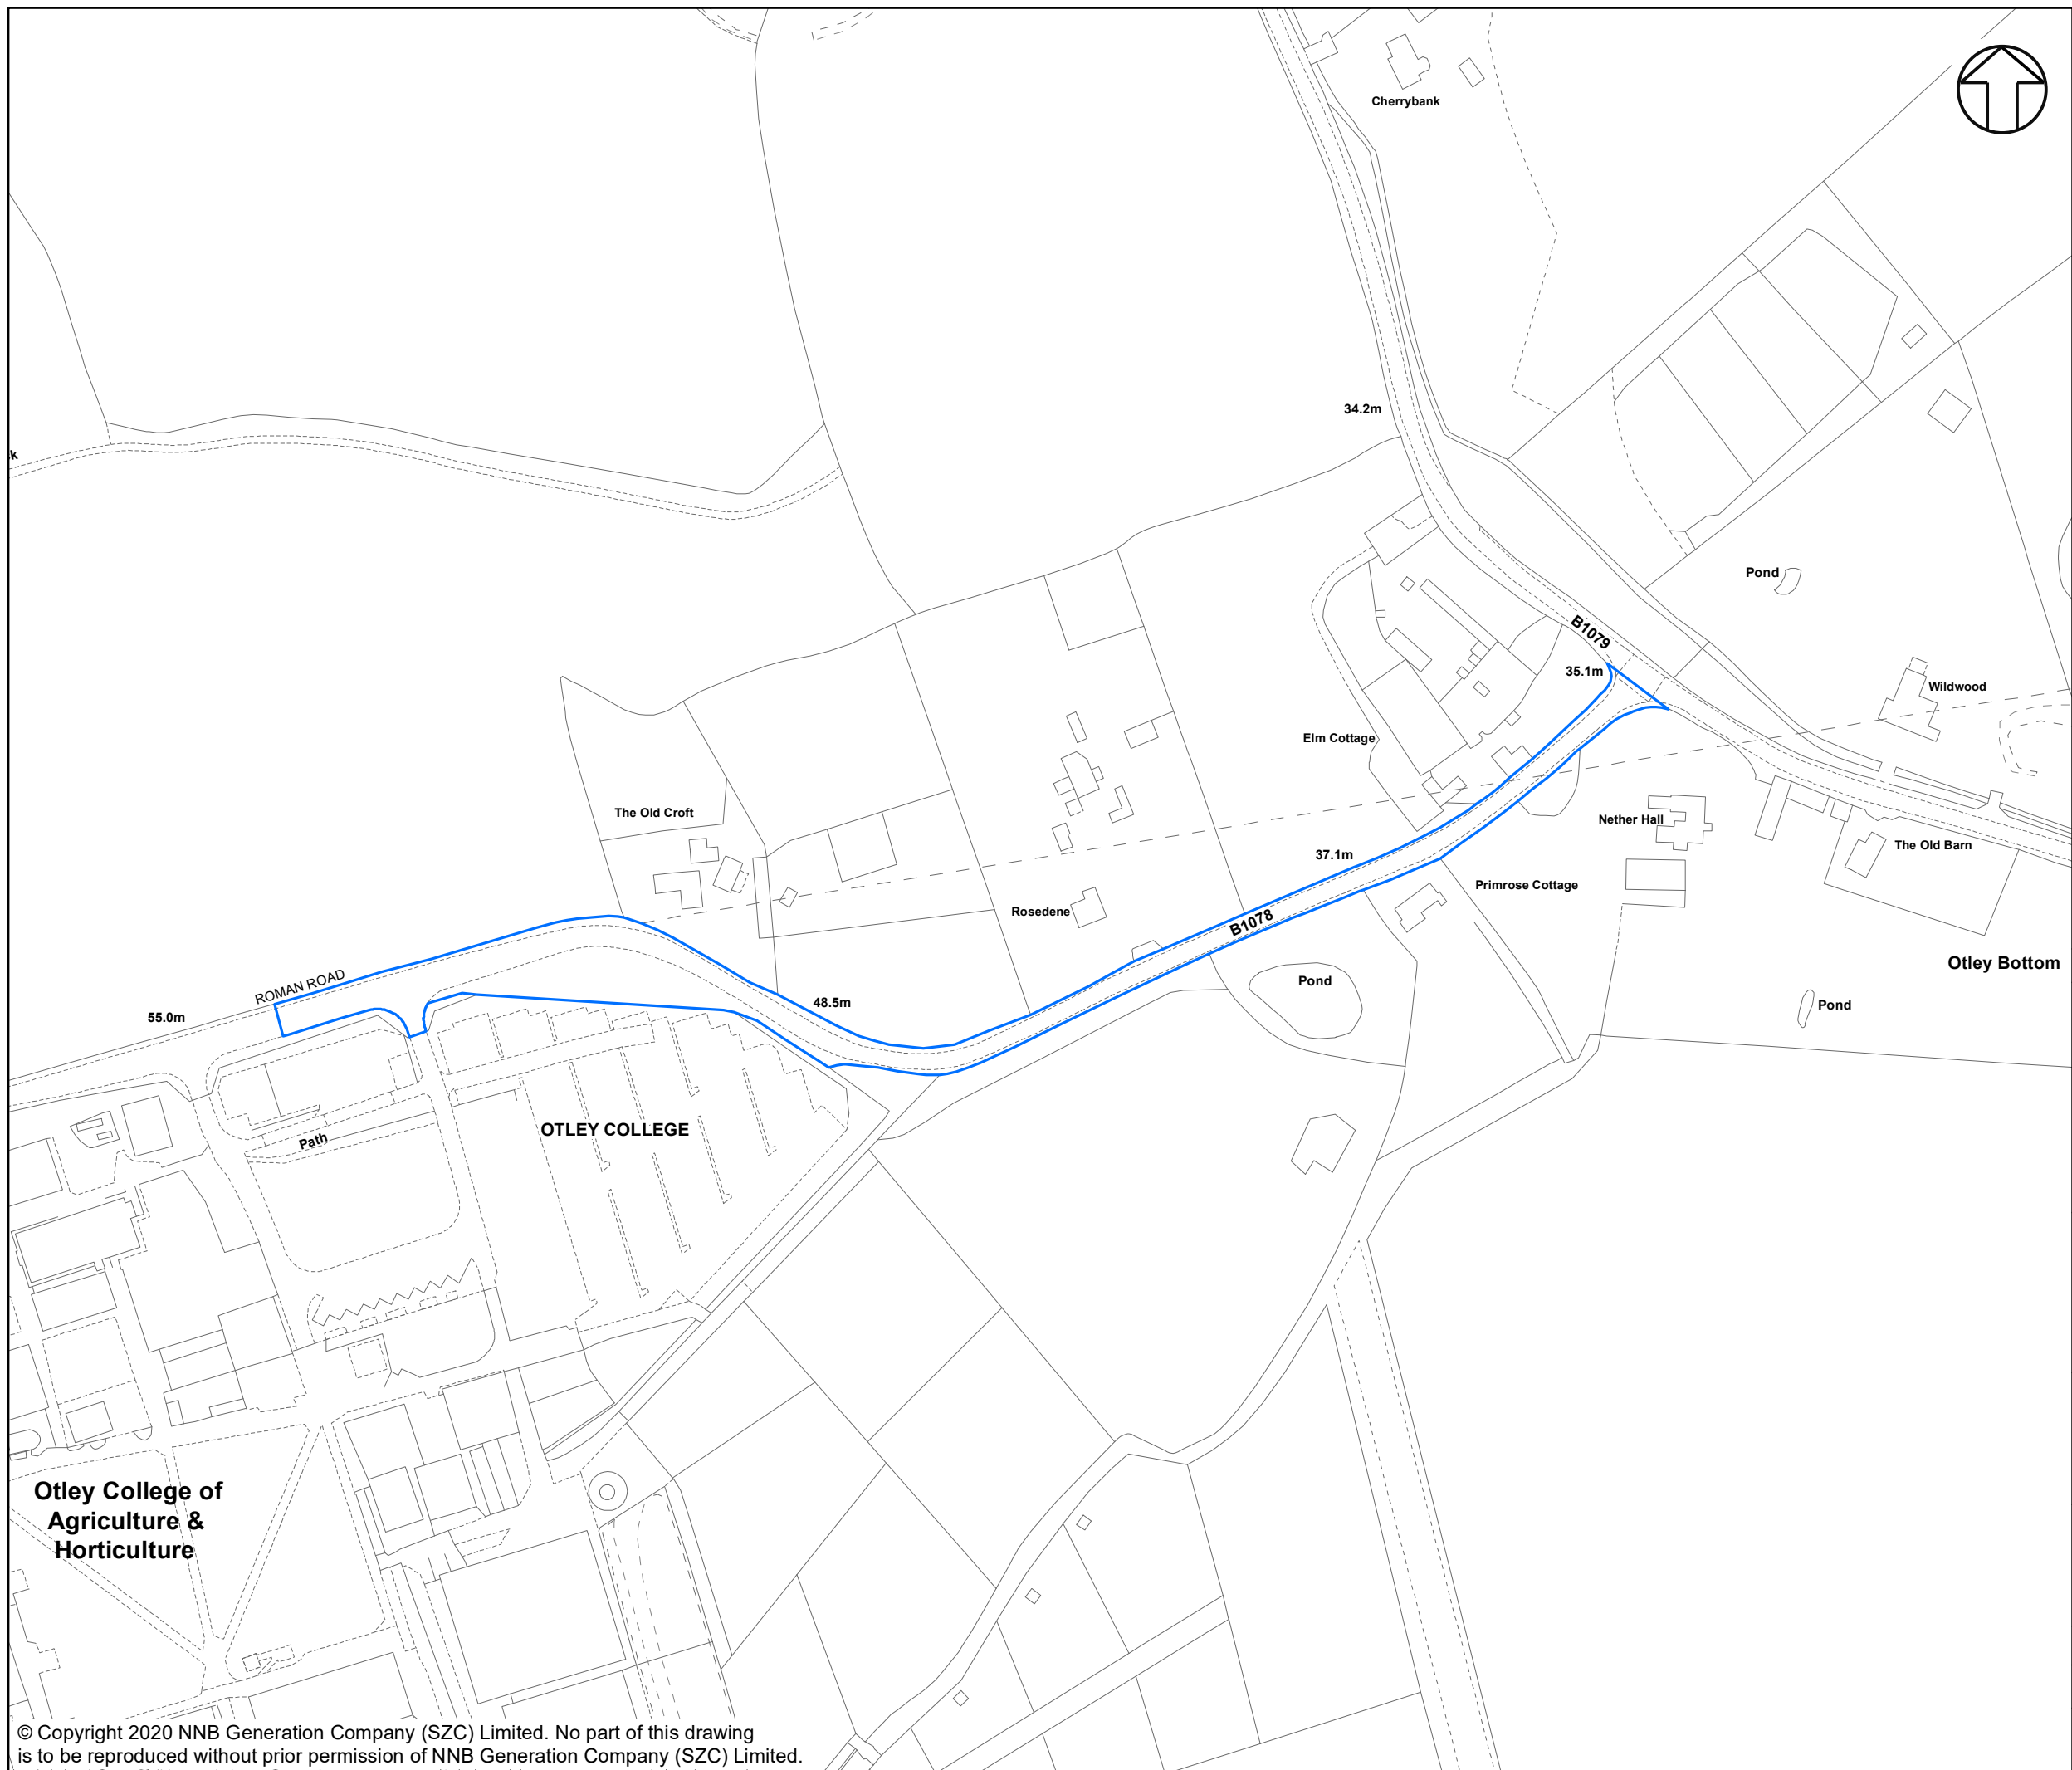 Cherrybank
34.2m
k
Pond
B1079
35.1m
Wildwood
Elm Cottage
The Old Croft
Nether Hall
The Old Barn
37.1m
Primrose Cottage
Rosedene
B1078
Otley Bottom
ROMAN ROAD
Pond
48.5m
Pond
55.0m
OTLEY COLLEGE
Path
Otley College of
Agriculture &
Horticulture
© Copyright 2020 NNB Generation Company (SZC) Limited. No part of this drawing
is to be reproduced without prior permission of NNB Generation Company (SZC) Limited.